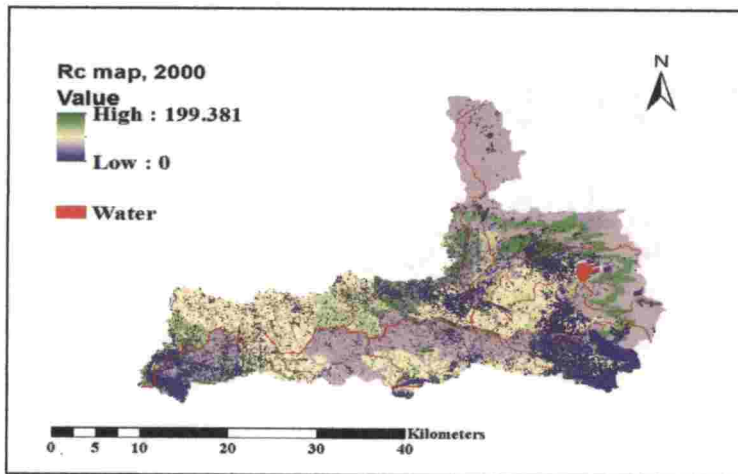 Rc map, 2000
Value
High : 199.381
Low : 0
Water
N
Kilometers
0 5 10 20 30 40